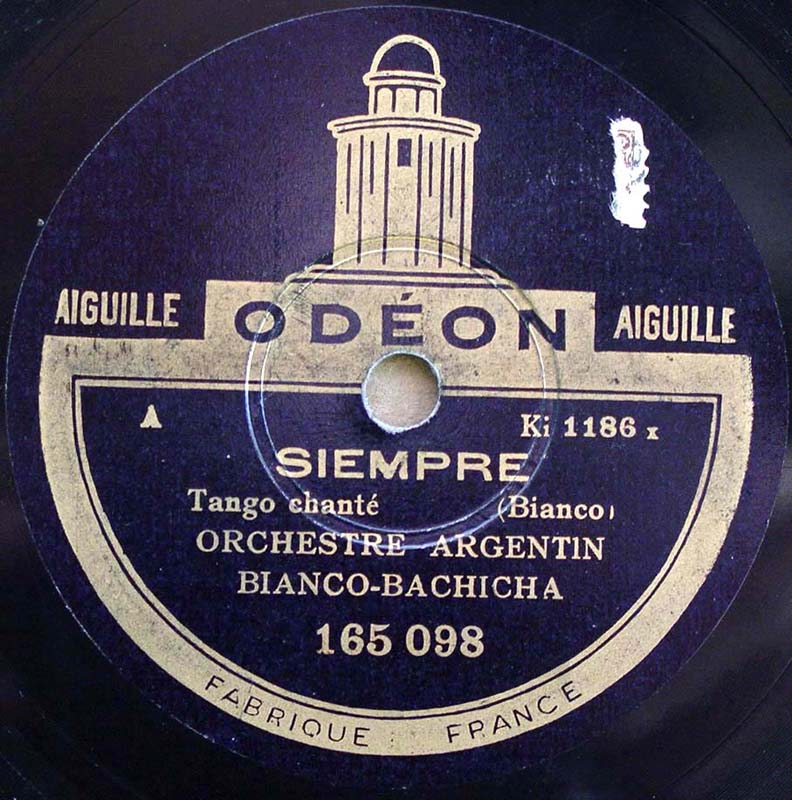 AIGUILLE ODÉON AIGUILLE
A Ki 1186 x
SIEMPRE
Tango chanté (Bianco)
ORCHESTRE ARGENTIN
BIANCO-BACHICHA
165 098
FABRIQUE FRANCE